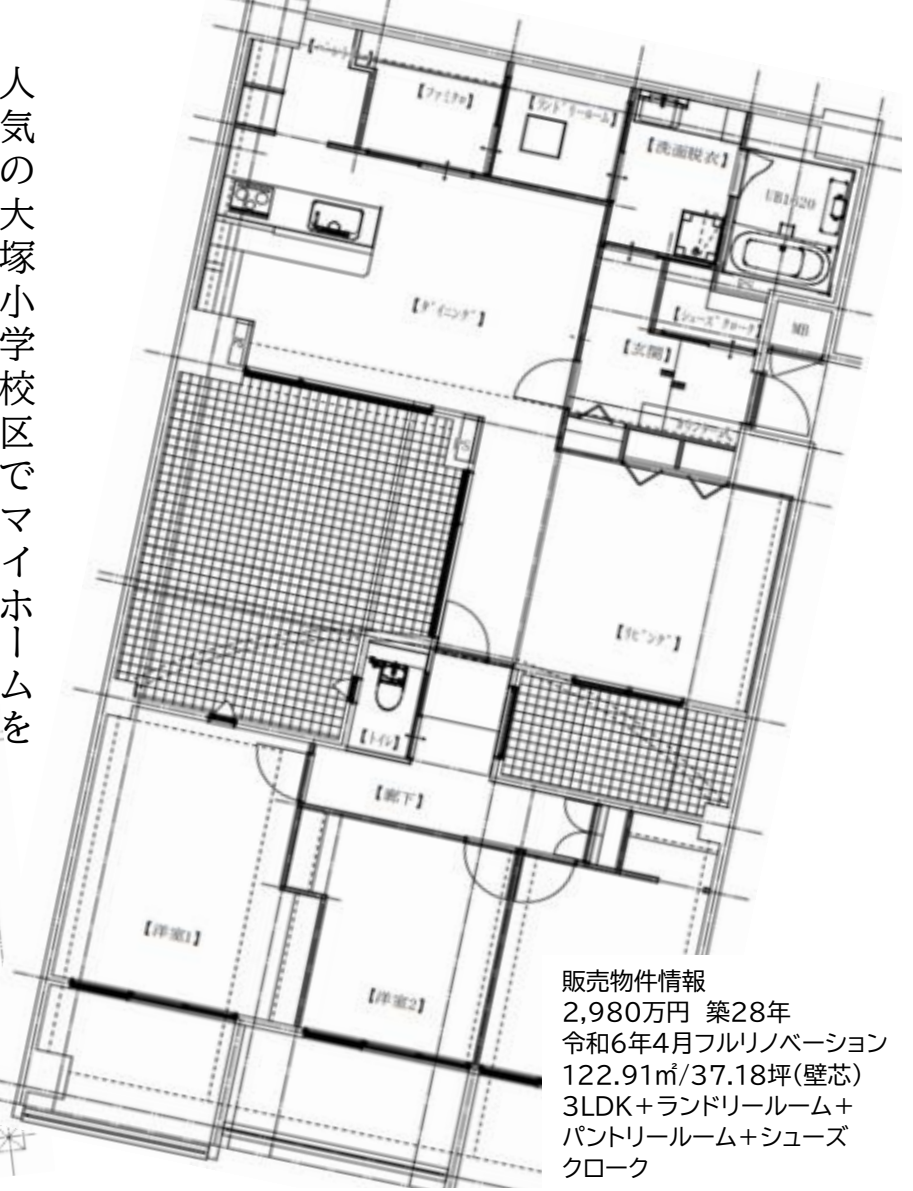 人気の大塚小学校区でマイホームを
【ファミクロ】
【ランドリールーム】
【洗面脱衣】
UB1620
【ダイニング】
【シューズクローク】
MB
【玄関】
PS
PS
【リビング】
【トイレ】
【廊下】
【洋室1】
【洋室2】
販売物件情報
2,980万円 築28年
令和6年4月フルリノベーション
122.91㎡/37.18坪(壁芯)
3LDK+ランドリールーム+
パントリールーム+シューズ
クローク